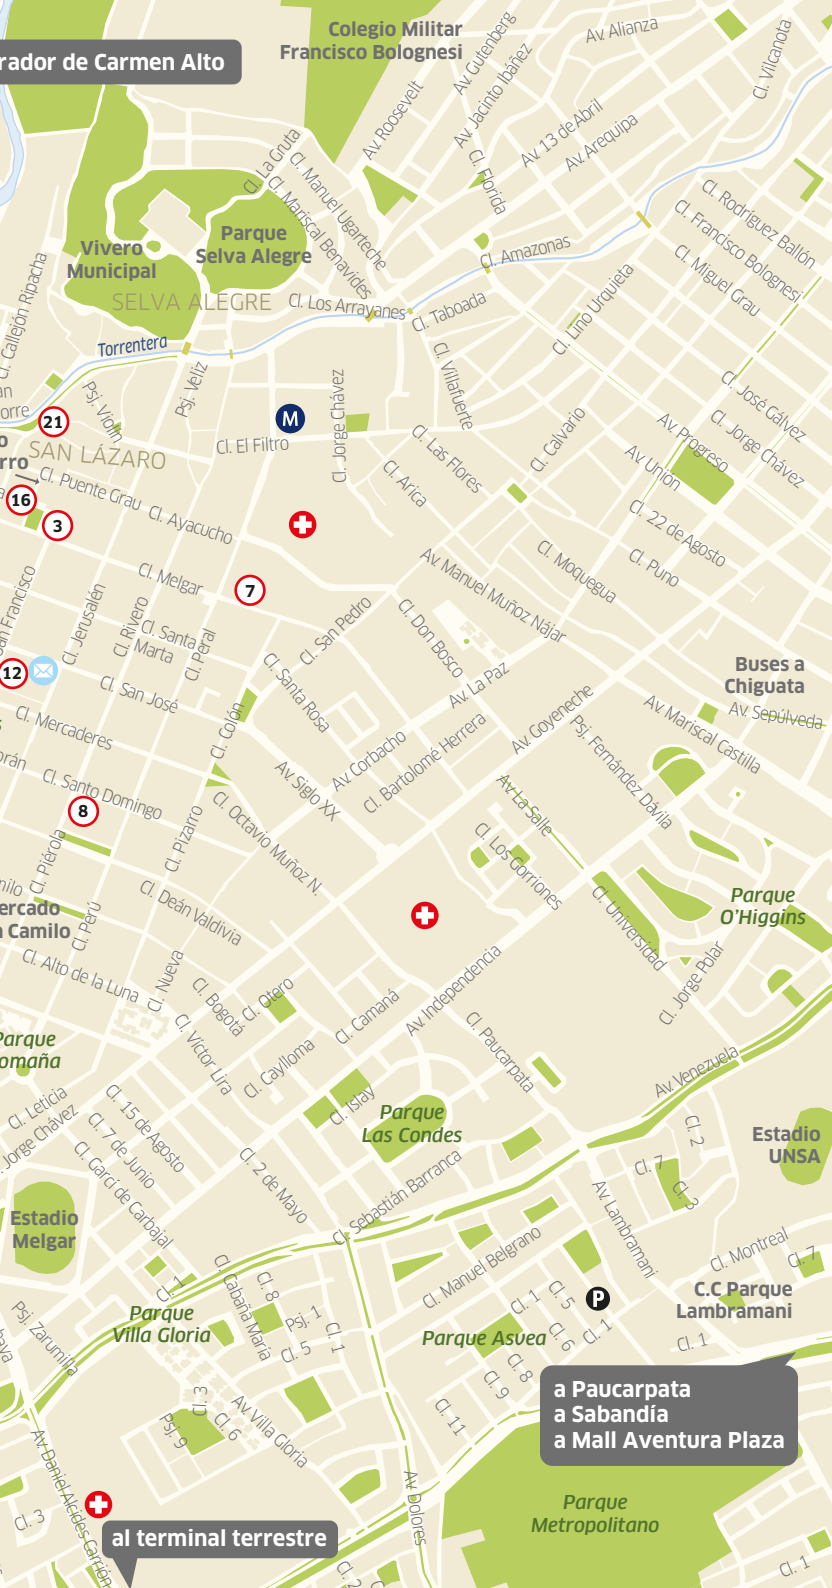 Colegio Militar
Francisco Bolognesi
rador de Carmen Alto
Av. Gutenberg
Av. Alianza
Cl. Vilcanota
Av. Roosevelt
Av. Jacinto Ibáñez
Av. 13 de Abril
Av. Arequipa
Cl. La Gruta
Cl. Manuel Ugarteche
Cl. Mariscal Benavides
Cl. Florida
Cl. Rodríguez Ballón
Cl. Francisco Bolognesi
Cl. Miguel Grau
Vivero
Municipal
Parque
Selva Alegre
Cl. Amazonas
SELVA ALEGRE
Cl. Los Arrayanes
Cl. Taboada
Cl. Lino Urquieta
Cl. Callejón Ripacha
Torrentera
Cl. Villafuerte
Psj. Violín
Psj. Veliz
Cl. Jorge Chávez
Cl. José Gálvez
Cl. Jorge Chávez
an
orre
21
M
Cl. El Filtro
Cl. Las Flores
Cl. Calvario
Av. Progreso
Av. Unión
o
rro
SAN LÁZARO
Cl. Arica
Cl. Puente Grau
Cl. Ayacucho
16
3
Cl. 22 de Agosto
Cl. Puno
Cl. Moquegua
Av. Manuel Muñoz Nájar
Cl. Melgar
7
an Francisco
Cl. Jerusalén
Cl. Rivero
Cl. Santa
Marta
Cl. Peral
Cl. San Pedro
Cl. Don Bosco
12
Cl. San José
Cl. Santa Rosa
Av. La Paz
Buses a
Chiguata
Av. Sepúlveda
Av. Mariscal Castilla
Av. Goyeneche
Psj. Fernández Dávila
Cl. Mercaderes
Cl. Colón
Av. Corbacho
Cl. Bartolomé Herrera
orán
Cl. Santo Domingo
Av. Siglo XX
Av. La Salle
8
Cl. Octavio Muñoz N.
Cl. Pizarro
Cl. Los Gorriones
Cl. Piérola
nilo
ercado
n Camilo
Cl. Perú
Cl. Deán Valdivia
Cl. Universidad
Parque
O'Higgins
Cl. Alto de la Luna
Cl. Nueva
Cl. Bogotá
Cl. Otero
Cl. Camaná
Av. Independencia
Cl. Jorge Polar
Cl. Víctor Lira
Cl. Paucarpata
Parque
omaña
Cl. Caylloma
Av. Venezuela
Cl. Leticia
Jorge Chávez
Cl. 15 de Agosto
Cl. 7 de Junio
Cl. Islay
Parque
Las Condes
Cl. 2
Estadio
UNSA
Cl. Garcí de Carbajal
Cl. 2 de Mayo
Cl. Sebastián Barranca
Cl. 7
Cl. 3
Av. Lambramani
Estadio
Melgar
Cl. Manuel Belgrano
Cl. Montreal
Cl. 7
Cl. 1
Cl. Cabaña María
Cl. 8
Psj. 1
Cl. 1
Cl. 5
P
C.C Parque
Lambramani
Parque
Villa Gloria
Psj. Zarumilla
Cl. 5
Cl. 1
Cl. 6
Cl. 1
Parque Asvea
Cl. 1
Cl. 8
Cl. 9
Cl. 3
Cl. 6
Psj. 9
Av. Villa Gloria
Cl. 11
a Paucarpata
a Sabandía
a Mall Aventura Plaza
Av. Daniel Alcides Carrión
Av. Dolores
Parque
Metropolitano
Cl. 3
al terminal terrestre
Cl. 2
Cl. 1